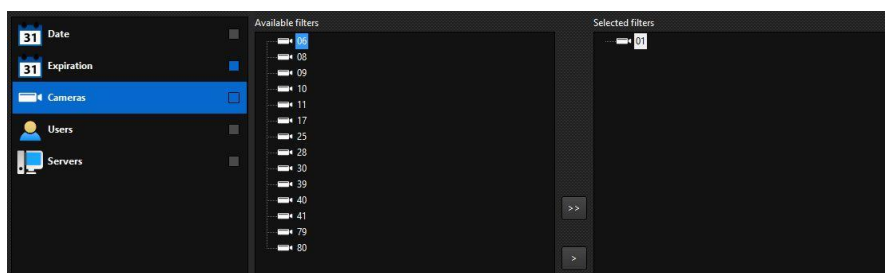 Available filters
Selected filters
31 Date
31 Expiration
Cameras
Users
Servers
06
08
09
10
11
17
25
28
30
39
40
41
79
80
01
>>
>